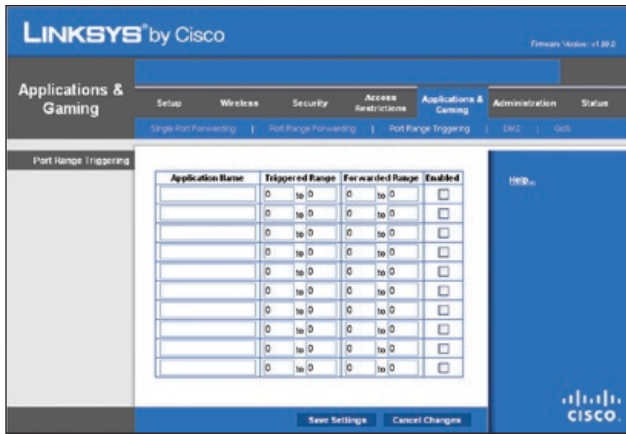 LINKSYS® by Cisco
Firmware Version: v1.00.0
Applications & Gaming
Setup Wireless Security Access Restrictions Applications & Gaming Administration Status
Single Port Forwarding | Port Range Forwarding | Port Range Triggering | DMZ | QoS
Port Range Triggering
Application Name Triggered Range Forwarded Range Enabled
0 to 0 0 to 0
0 to 0 0 to 0
0 to 0 0 to 0
0 to 0 0 to 0
0 to 0 0 to 0
0 to 0 0 to 0
0 to 0 0 to 0
0 to 0 0 to 0
0 to 0 0 to 0
0 to 0 0 to 0
Help...
Save Settings Cancel Changes
CISCO.